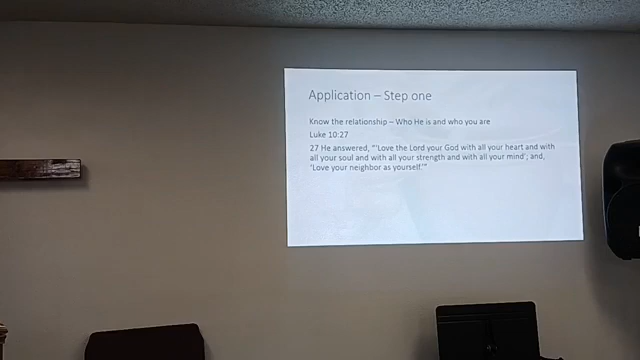 Application – Step one
Know the relationship – Who He is and who you are
Luke 10:27
27 He answered, “‘Love the Lord your God with all your heart and with
all your soul and with all your strength and with all your mind’; and,
‘Love your neighbor as yourself.’”